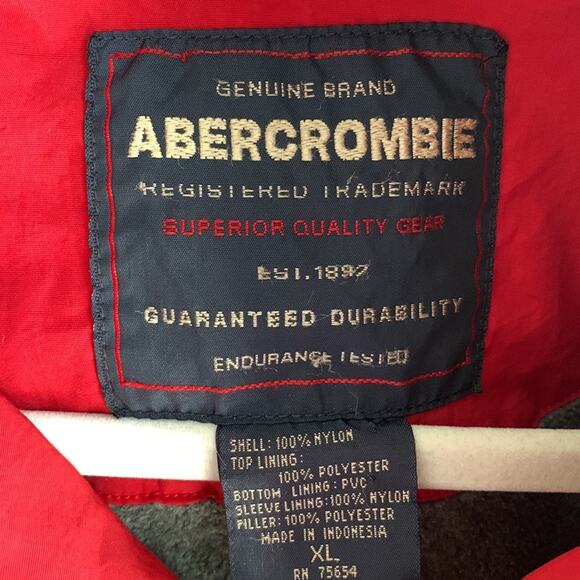 GENUINE BRAND
ABERCROMBIE
REGISTERED TRADEMARK
SUPERIOR QUALITY GEAR
EST. 1892
GUARANTEED DURABILITY
ENDURANCE TESTED
SHELL: 100% NYLON
TOP LINING:
100% POLYESTER
BOTTOM LINING: PVC
SLEEVE LINING: 100% NYLON
FILLER: 100% POLYESTER
MADE IN INDONESIA
XL
RN 75654